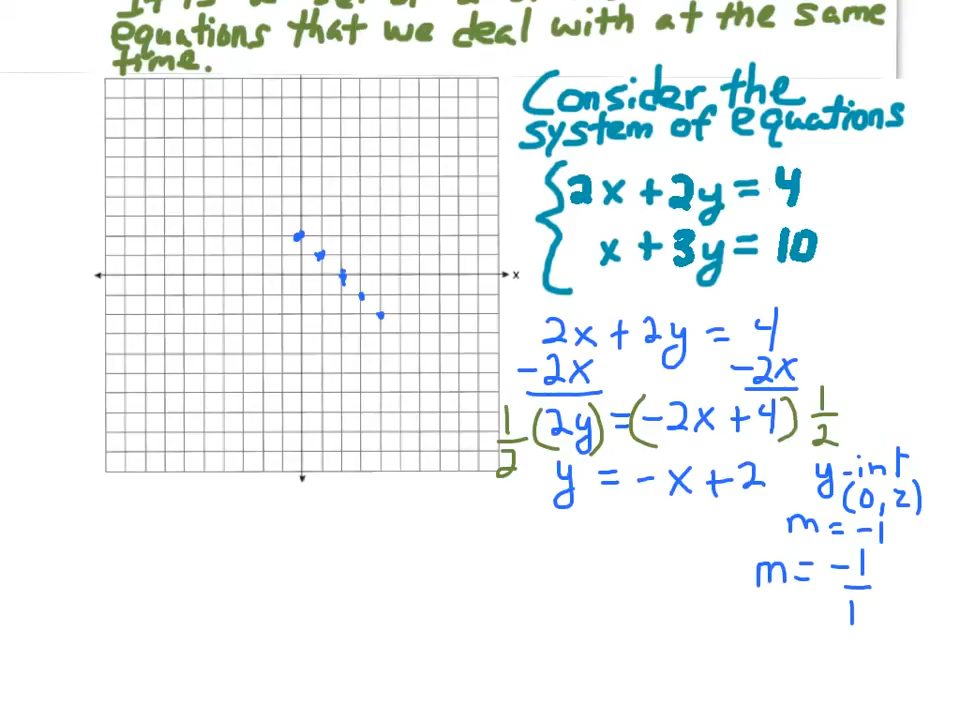 equations that we deal with at the same
time.
Consider the
system of equations
2x + 2y = 4
x + 3y = 10
x
2x + 2y = 4
-2x -2x
1/2 (2y) = (-2x + 4) 1/2
y = -x + 2
y-int
(0, 2)
m = -1
m = -1/1